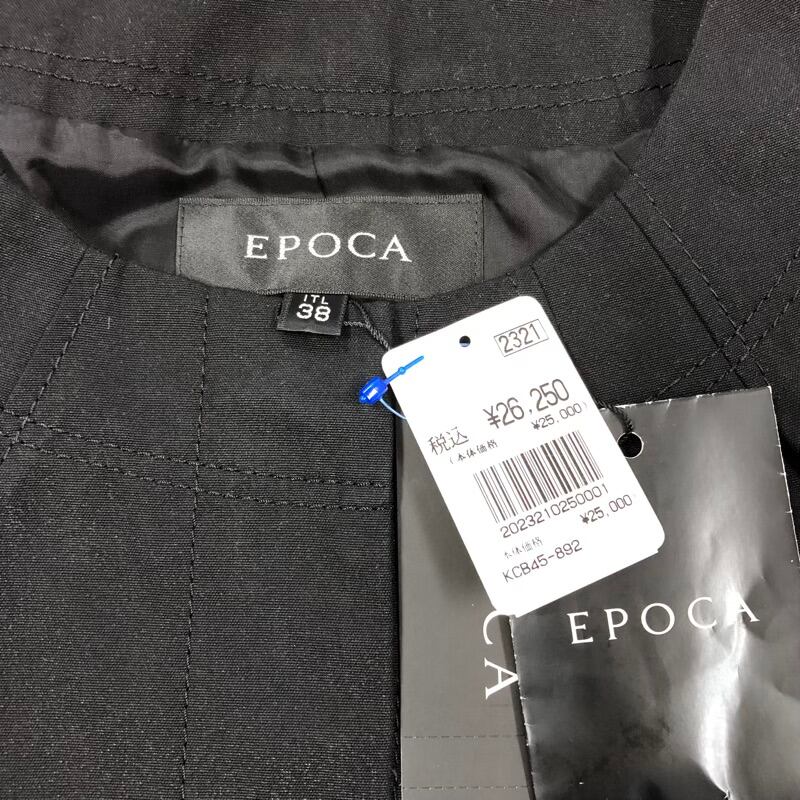 EPOCA
ITL
38
2321
税込 ¥26,250
(本体価格 ¥25,000)
2023210250001
本体価格 ¥25,000
KCB45-892
CA
EPOCA